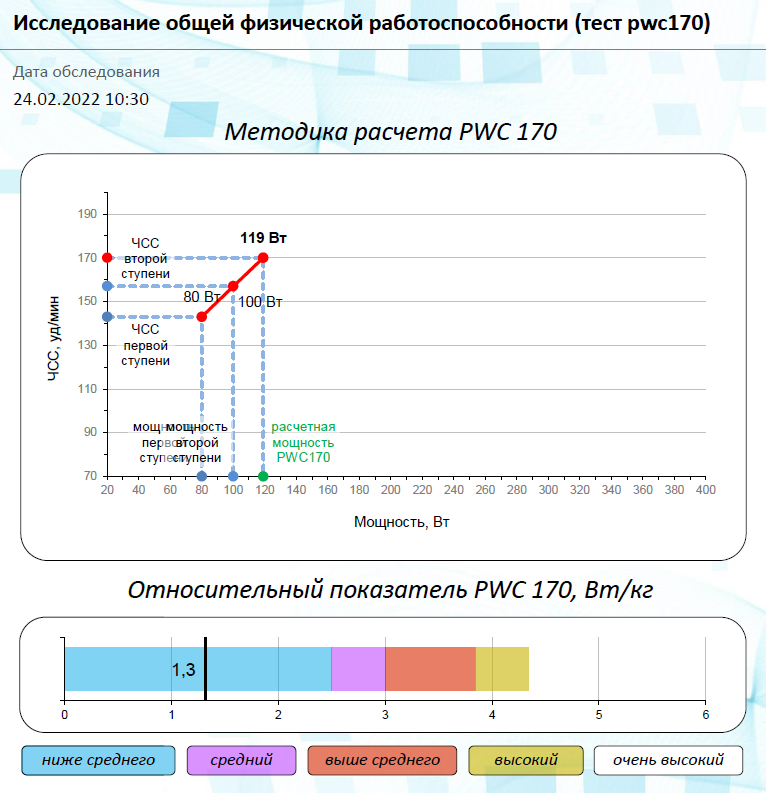 Исследование общей физической работоспособности (тест pwc170)
Дата обследования
24.02.2022 10:30
Методика расчета PWC 170
ЧСС, уд/мин
190
170
150
130
110
90
70
ЧСС
второй
ступени
ЧСС
первой
ступени
119 Вт
80 Вт
100 Вт
мощность
второй
ступени
расчетная
мощность
PWC170
20 40 60 80 100 120 140 160 180 200 220 240 260 280 300 320 340 360 380 400
Мощность, Вт
Относительный показатель PWC 170, Вт/кг
1,3
0 1 2 3 4 5 6
ниже среднего средний выше среднего высокий очень высокий